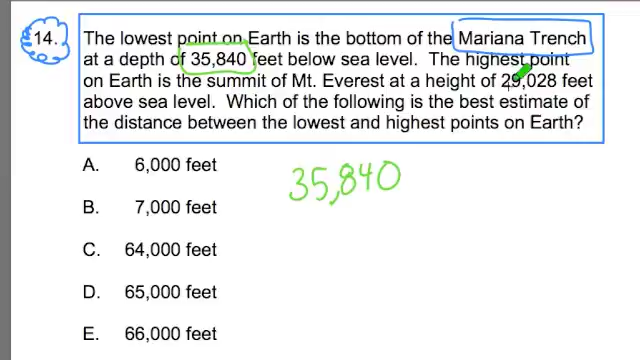 14. The lowest point on Earth is the bottom of the Mariana Trench
at a depth of 35,840 feet below sea level. The highest point
on Earth is the summit of Mt. Everest at a height of 29,028 feet
above sea level. Which of the following is the best estimate of
the distance between the lowest and highest points on Earth?
A. 6,000 feet
35,840
B. 7,000 feet
C. 64,000 feet
D. 65,000 feet
E. 66,000 feet